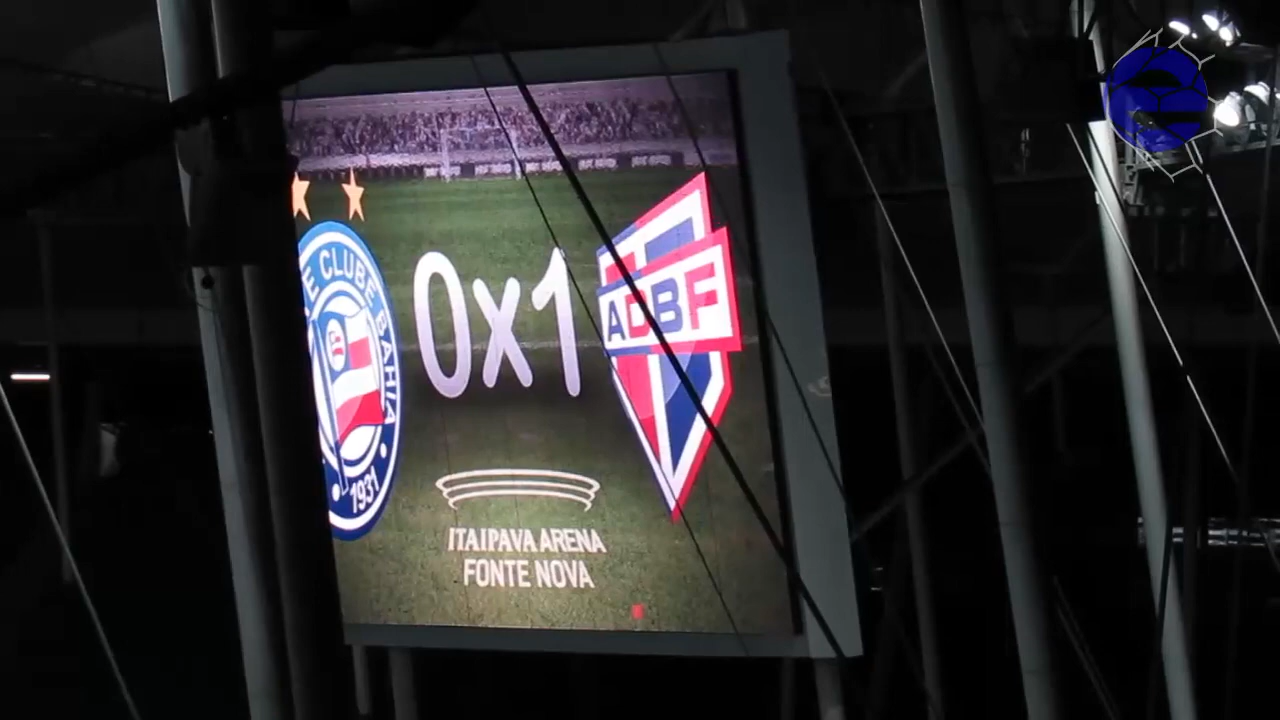 E CLUBE BAHIA
1931
0x1
ADBF
ITAIPAVA ARENA
FONTE NOVA